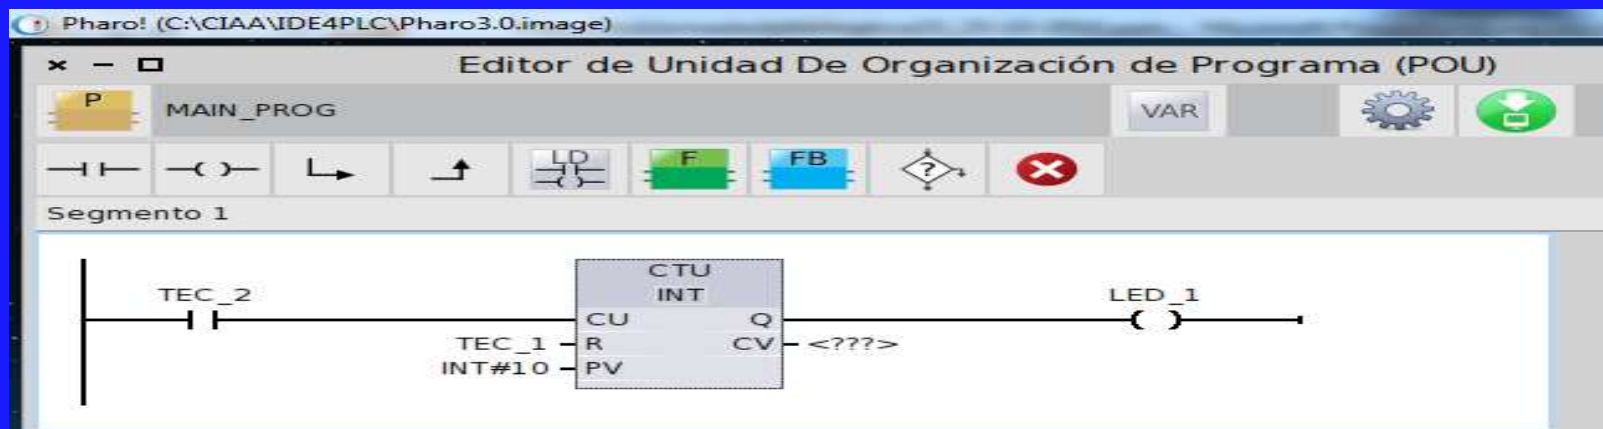 Pharo! (C:\CIAA\IDE4PLC\Pharo3.0.image)
Editor de Unidad De Organización de Programa (POU)
P MAIN_PROG VAR
LD F FB ?
Segmento 1
CTU
TEC_2 INT LED_1
CU Q
TEC_1 R CV <???>
INT#10 PV